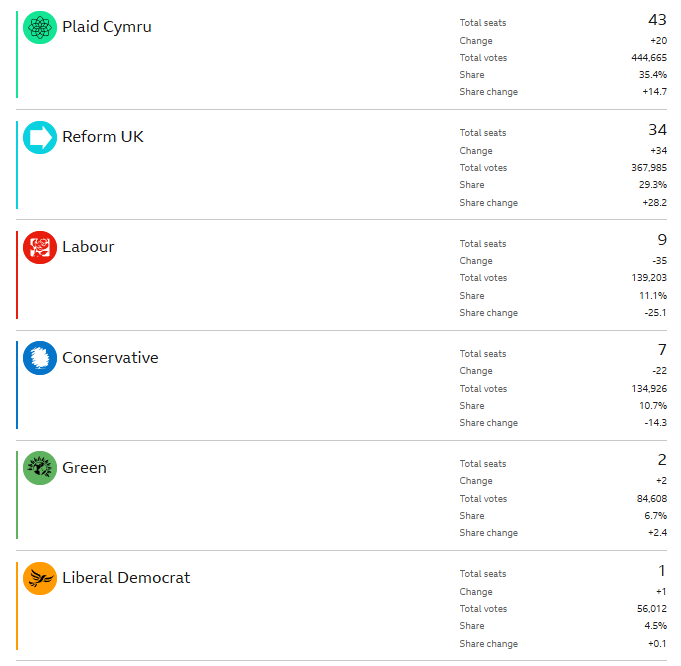 Plaid Cymru
Total seats 43
Change +20
Total votes 444,665
Share 35.4%
Share change +14.7
Reform UK
Total seats 34
Change +34
Total votes 367,985
Share 29.3%
Share change +28.2
Labour
Total seats 9
Change -35
Total votes 139,203
Share 11.1%
Share change -25.1
Conservative
Total seats 7
Change -22
Total votes 134,926
Share 10.7%
Share change -14.3
Green
Total seats 2
Change +2
Total votes 84,608
Share 6.7%
Share change +2.4
Liberal Democrat
Total seats 1
Change +1
Total votes 56,012
Share 4.5%
Share change +0.1